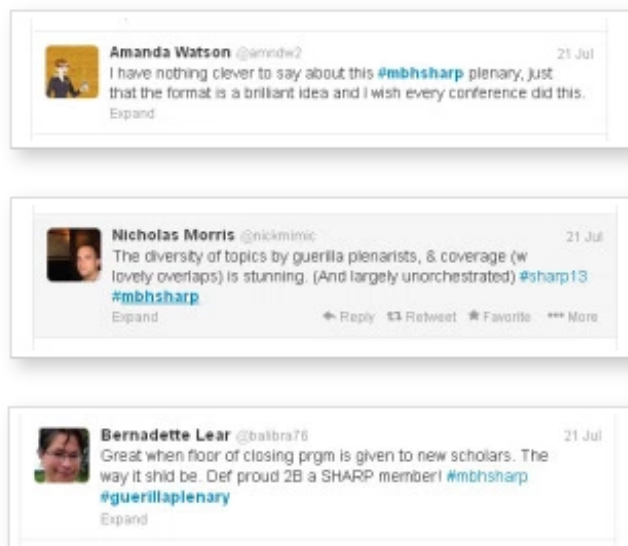 Amanda Watson @amndw2 21 Jul
I have nothing clever to say about this #mbhsharp plenary, just
that the format is a brilliant idea and I wish every conference did this.
Expand
Nicholas Morris @nickmimic 21 Jul
The diversity of topics by guerilla plenarists, & coverage (w
lovely overlaps) is stunning. (And largely unorchestrated) #sharp13
#mbhsharp
Expand Reply Retweet Favorite More
Bernadette Lear @balibra76 21 Jul
Great when floor of closing prgm is given to new scholars. The
way it shld be. Def proud 2B a SHARP member! #mbhsharp
#guerillaplenary
Expand